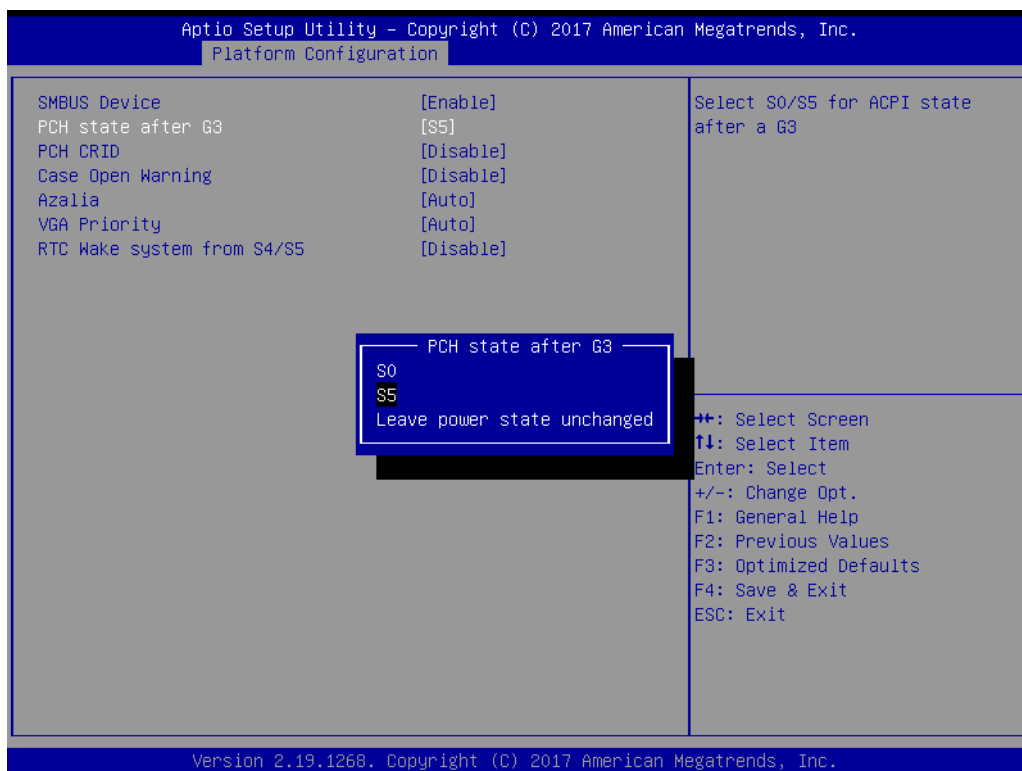 Aptio Setup Utility – Copyright (C) 2017 American Megatrends, Inc.
Platform Configuration
SMBUS Device [Enable]
PCH state after G3 [S5]
PCH CRID [Disable]
Case Open Warning [Disable]
Azalia [Auto]
VGA Priority [Auto]
RTC Wake system from S4/S5 [Disable]
Select S0/S5 for ACPI state
after a G3
PCH state after G3
S0
S5
Leave power state unchanged
→←: Select Screen
↑↓: Select Item
Enter: Select
+/-: Change Opt.
F1: General Help
F2: Previous Values
F3: Optimized Defaults
F4: Save & Exit
ESC: Exit
Version 2.19.1268. Copyright (C) 2017 American Megatrends, Inc.